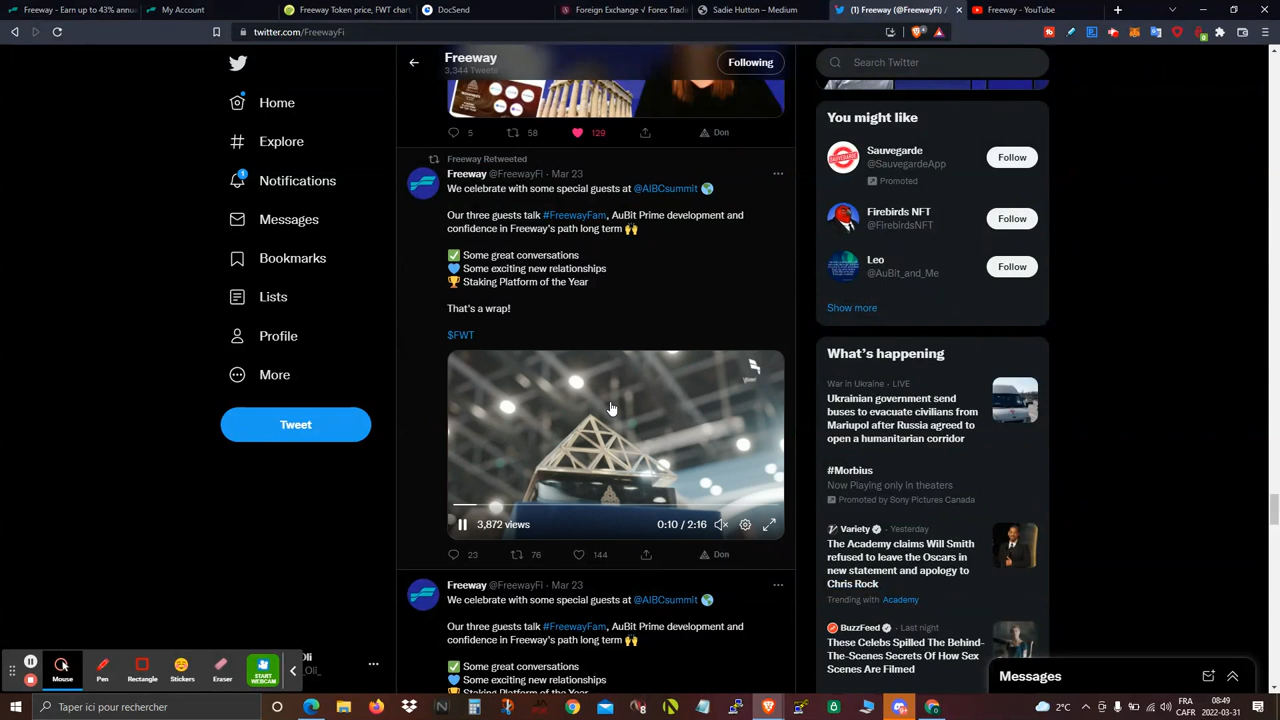 Freeway - Earn up to 43% annua
My Account
Freeway Token price, FWT chart,
DocSend
Foreign Exchange √ Forex Tradi
Sadie Hutton – Medium
(1) Freeway (@FreewayFi) /
Freeway - YouTube
twitter.com/FreewayFi
Home
Explore
Notifications
1
Messages
Bookmarks
Lists
Profile
More
Tweet
Freeway
3,344 Tweets
Following
5
58
129
Don
Freeway Retweeted
Freeway @FreewayFi · Mar 23
We celebrate with some special guests at @AIBCsummit 🌎
Our three guests talk #FreewayFam, AuBit Prime development and
confidence in Freeway's path long term 🙌
✅ Some great conversations
💙 Some exciting new relationships
🏆 Staking Platform of the Year
That's a wrap!
$FWT
3,872 views
0:10 / 2:16
23
76
144
Don
Freeway @FreewayFi · Mar 23
We celebrate with some special guests at @AIBCsummit 🌎
Our three guests talk #FreewayFam, AuBit Prime development and
confidence in Freeway's path long term 🙌
✅ Some great conversations
💙 Some exciting new relationships
🏆 Staking Platform of the Year
Search Twitter
You might like
Sauvegarde
@SauvegardeApp
Promoted
Follow
Firebirds NFT
@FirebirdsNFT
Follow
Leo
@AuBit_and_Me
Follow
Show more
What's happening
War in Ukraine · LIVE
Ukrainian government send
buses to evacuate civilians from
Mariupol after Russia agreed to
open a humanitarian corridor
#Morbius
Now Playing only in theaters
Promoted by Sony Pictures Canada
Variety · Yesterday
The Academy claims Will Smith
refused to leave the Oscars in
new statement and apology to
Chris Rock
Trending with Academy
BuzzFeed · Last night
These Celebs Spilled The Behind-
The-Scenes Secrets Of How Sex
Scenes Are Filmed
Messages
Mouse
Pen
Rectangle
Stickers
Eraser
START
WEBCAM
Oli
_Oli_
Taper ici pour rechercher
2°C
FRA
CAFR
08:49
2022-03-31